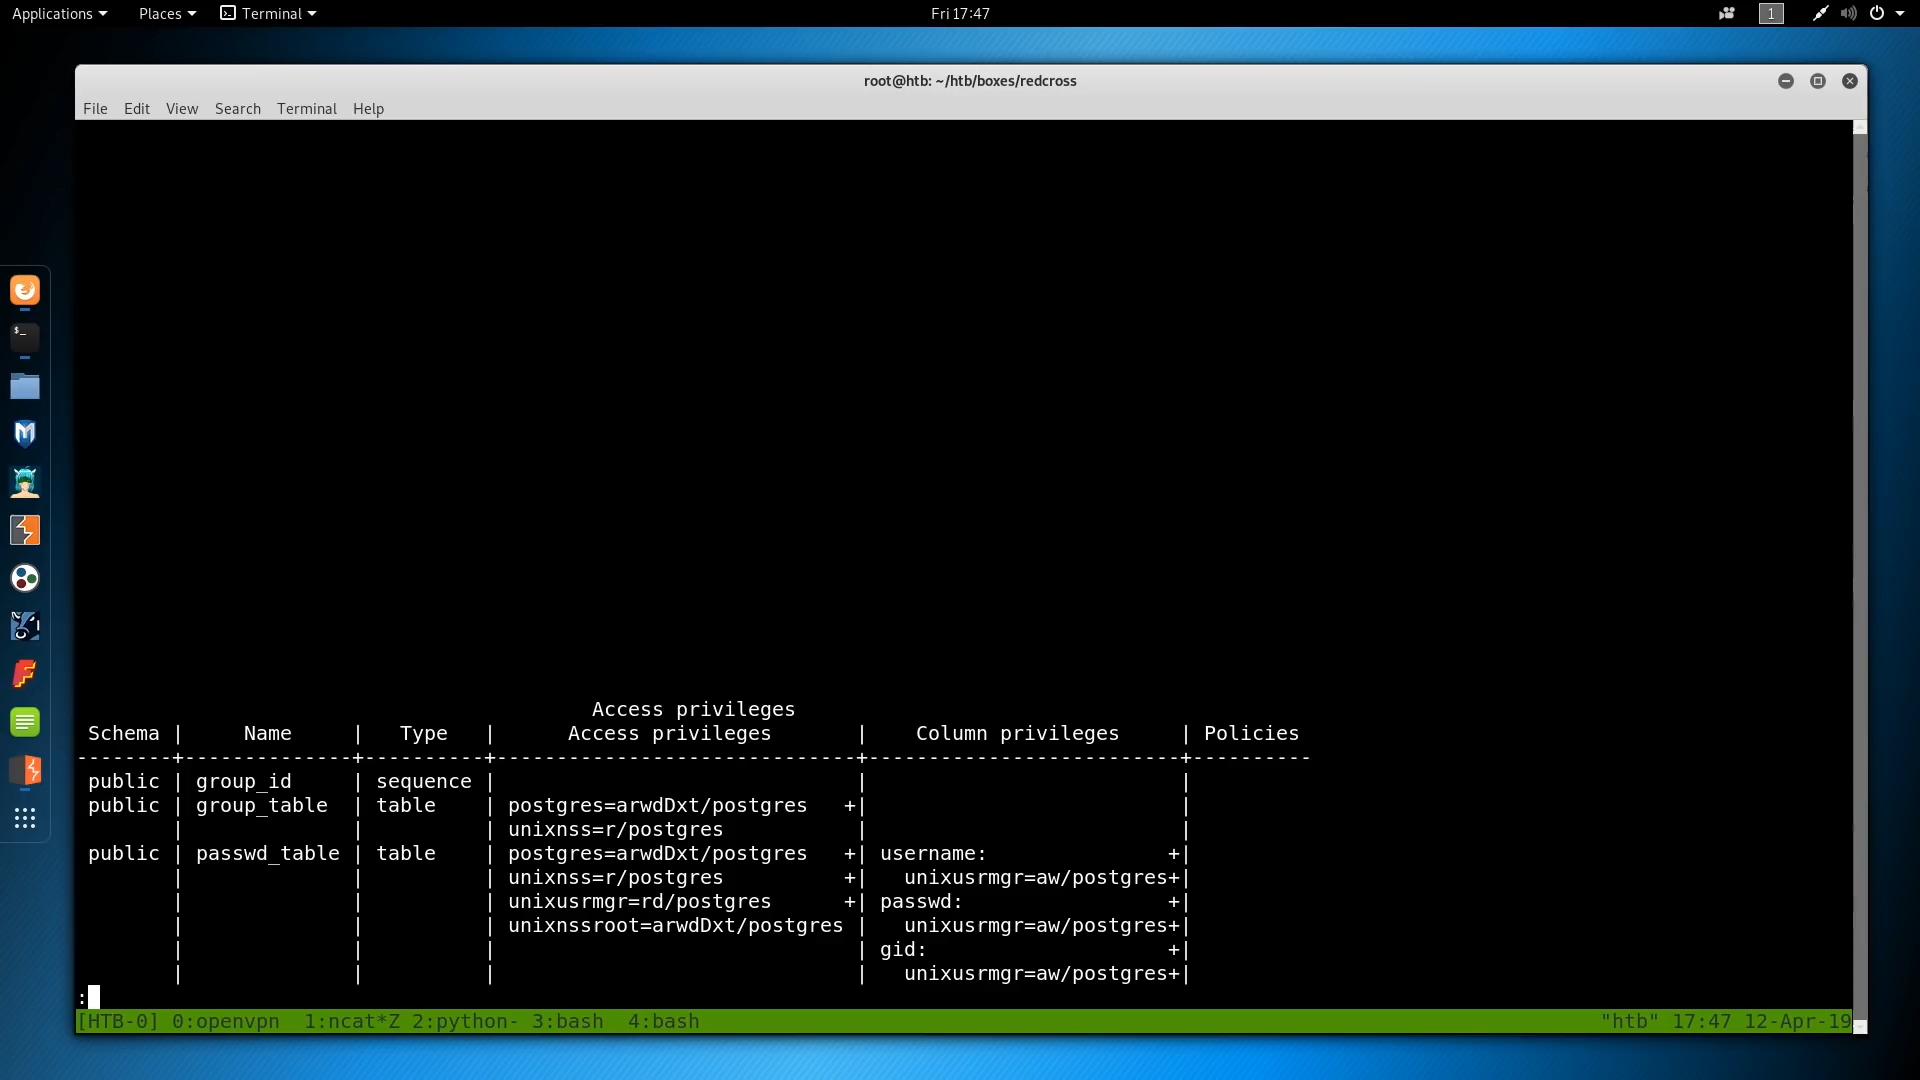 Applications Places Terminal Fri 17:47 1
root@htb: ~/htb/boxes/redcross
File Edit View Search Terminal Help
$_
Access privileges
Schema | Name | Type | Access privileges | Column privileges | Policies
--------+--------------+----------+------------------------------+--------------------------+----------
public | group_id | sequence | | |
public | group_table | table | postgres=arwdDxt/postgres +| |
| | | unixnss=r/postgres | |
public | passwd_table | table | postgres=arwdDxt/postgres +| username: +|
| | | unixnss=r/postgres +| unixusrmgr=aw/postgres+|
| | | unixusrmgr=rd/postgres +| passwd: +|
| | | unixnssroot=arwdDxt/postgres | unixusrmgr=aw/postgres+|
| | | | gid: +|
| | | | unixusrmgr=aw/postgres+|
:
[HTB-0] 0:openvpn 1:ncat*Z 2:python- 3:bash 4:bash "htb" 17:47 12-Apr-19